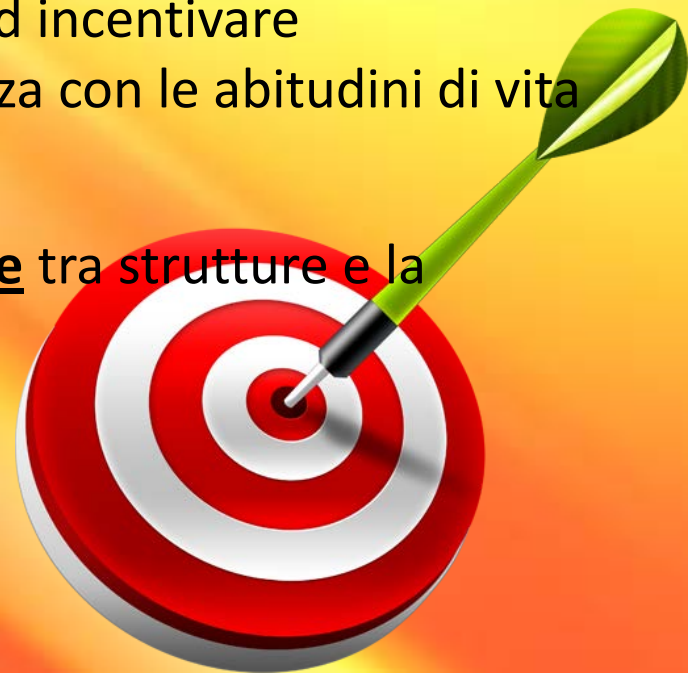 d incentivare
za con le abitudini di vita
e tra strutture e la